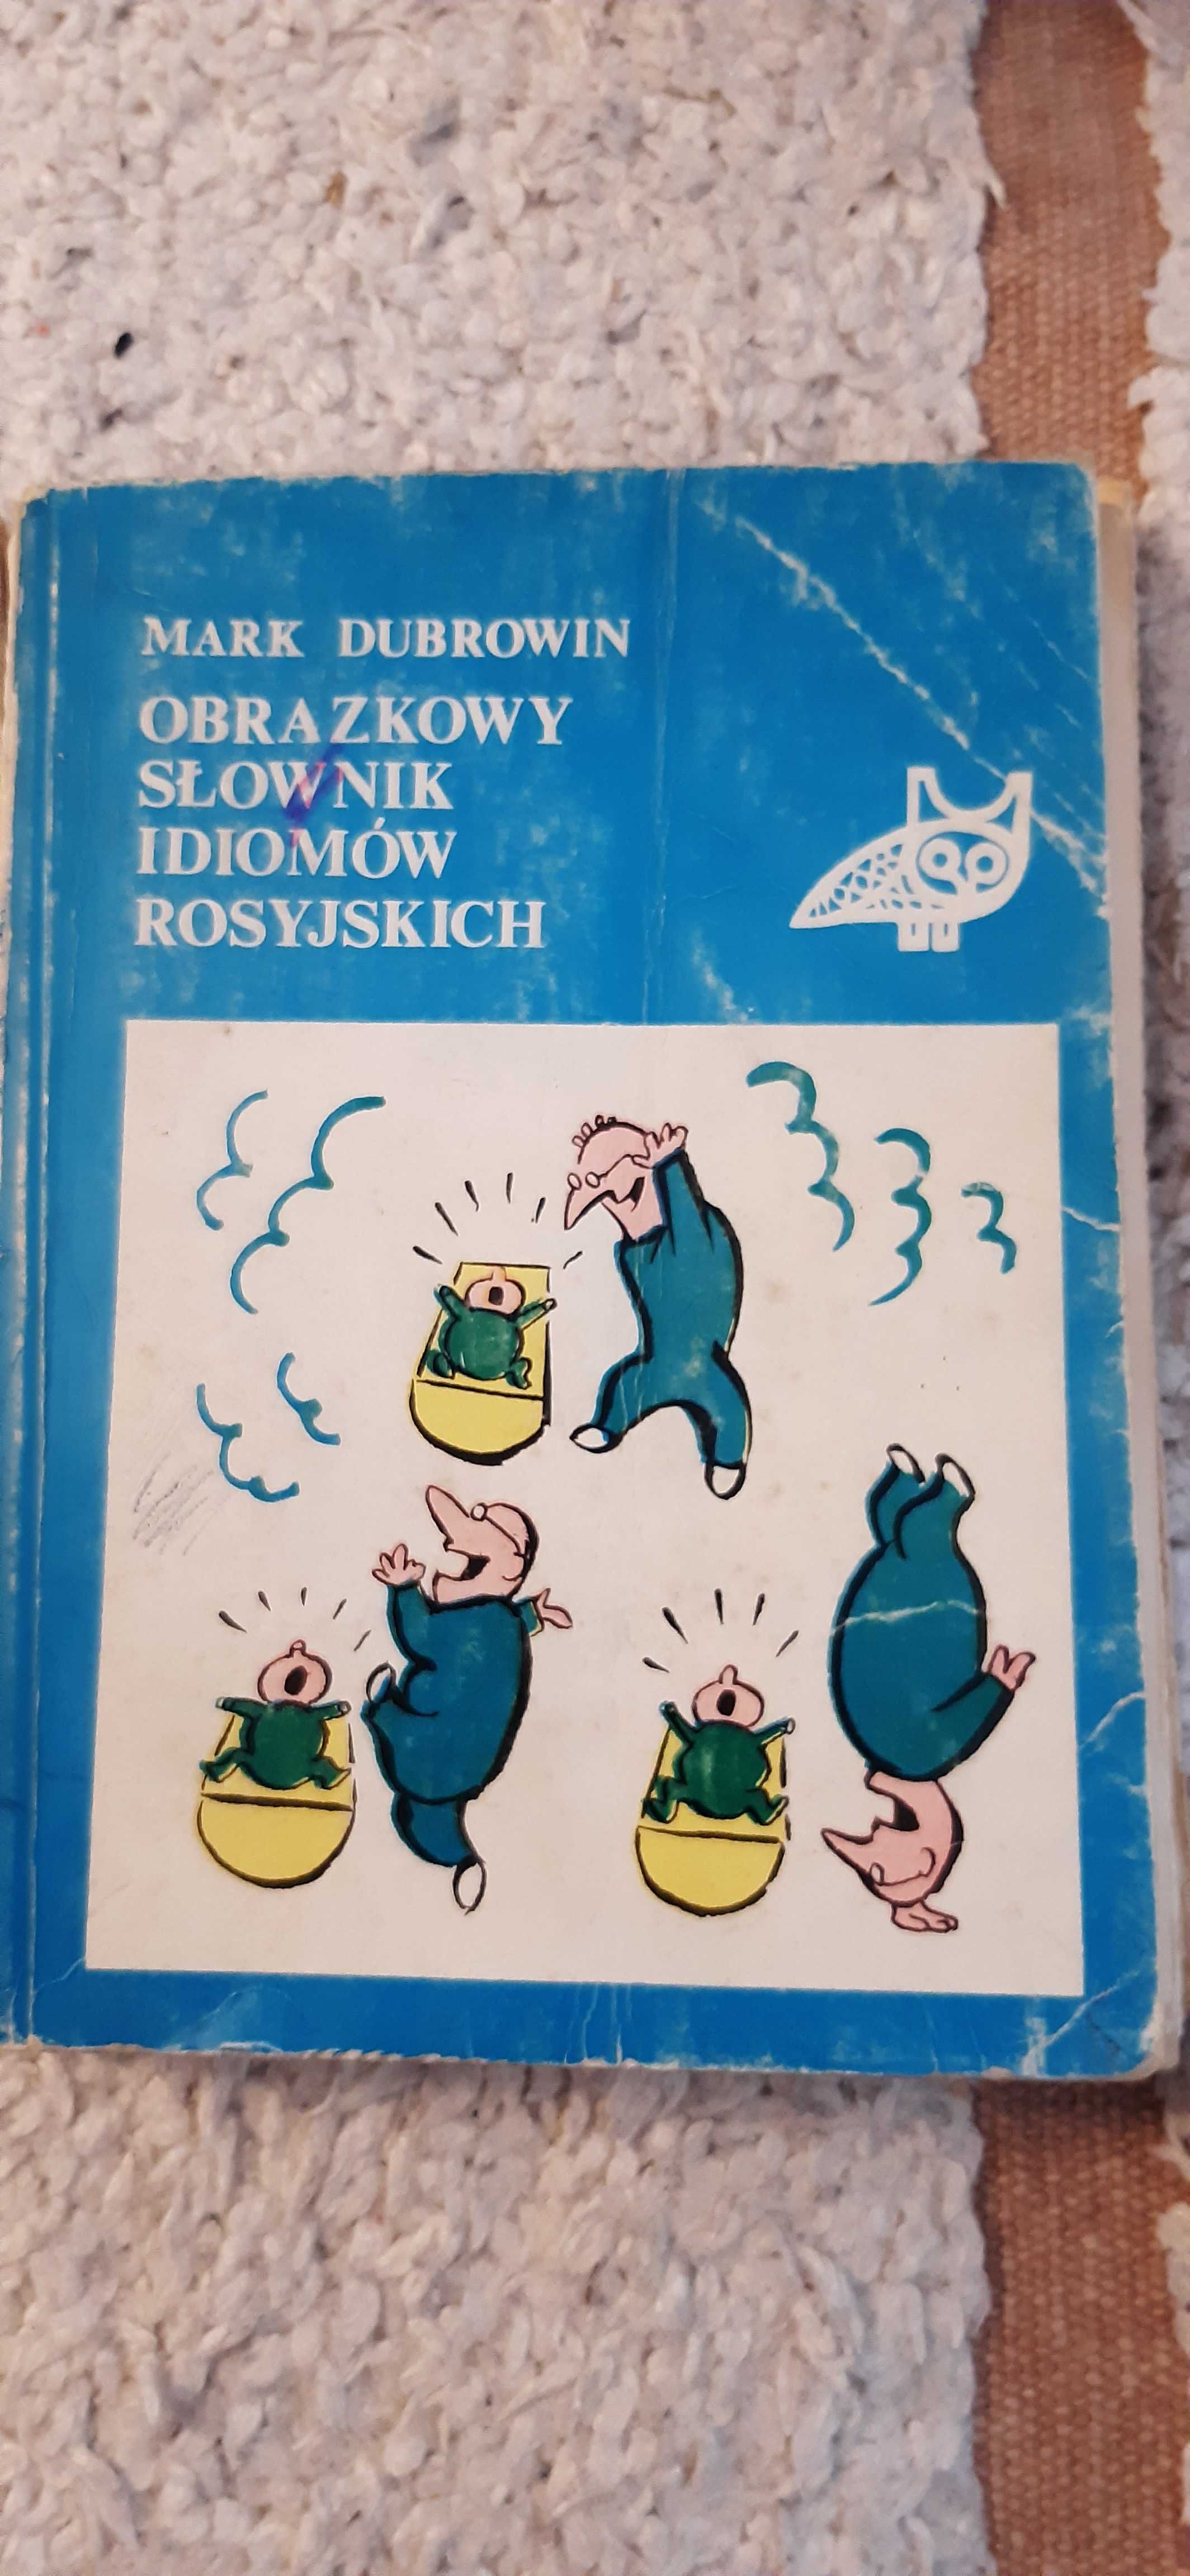 MARK DUBROWIN
OBRAZKOWY
SŁOWNIK
IDIOMÓW
ROSYJSKICH